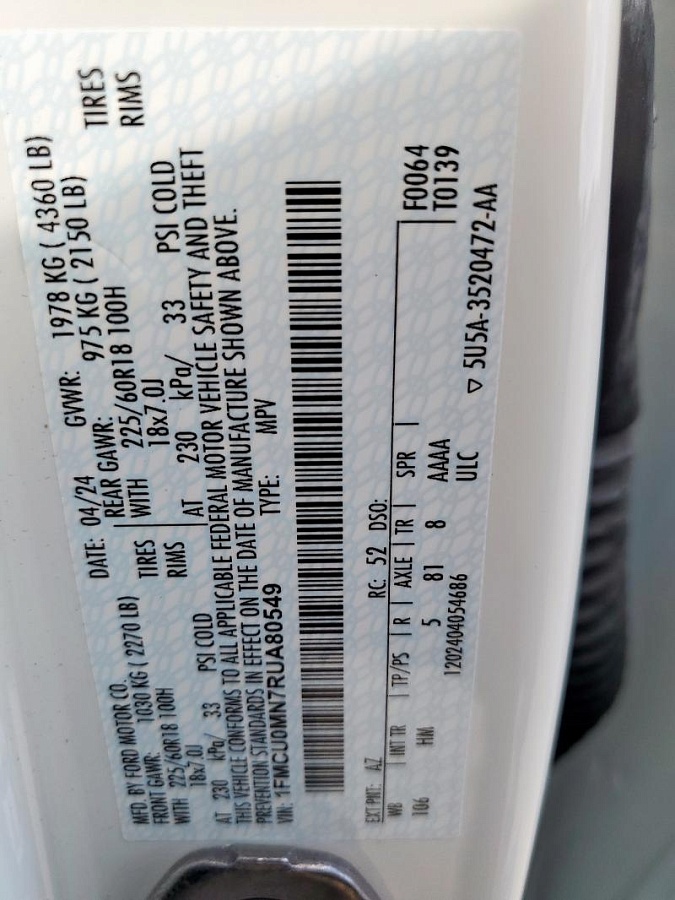 MFD. BY FORD MOTOR CO. DATE: 04/24 GVWR: 1978 KG ( 4360 LB)
FRONT GAWR: 1030 KG ( 2270 LB) REAR GAWR: 975 KG ( 2150 LB)
WITH 225/60R18 100H TIRES WITH 225/60R18 100H TIRES
18x7.0J RIMS 18x7.0J RIMS
AT 230 kPa/ 33 PSI COLD AT 230 kPa/ 33 PSI COLD
THIS VEHICLE CONFORMS TO ALL APPLICABLE FEDERAL MOTOR VEHICLE SAFETY AND THEFT
PREVENTION STANDARDS IN EFFECT ON THE DATE OF MANUFACTURE SHOWN ABOVE.
VIN: 1FMCU0MN7RUA80549 TYPE: MPV
EXT PNT: AZ RC: 52 DSO:
WB INT TR TP/PS R AXLE TR SPR F0064
106 HM 5 81 8 AAAA T0139
1202404054686 ULC
▽ 5U5A-3520472-AA